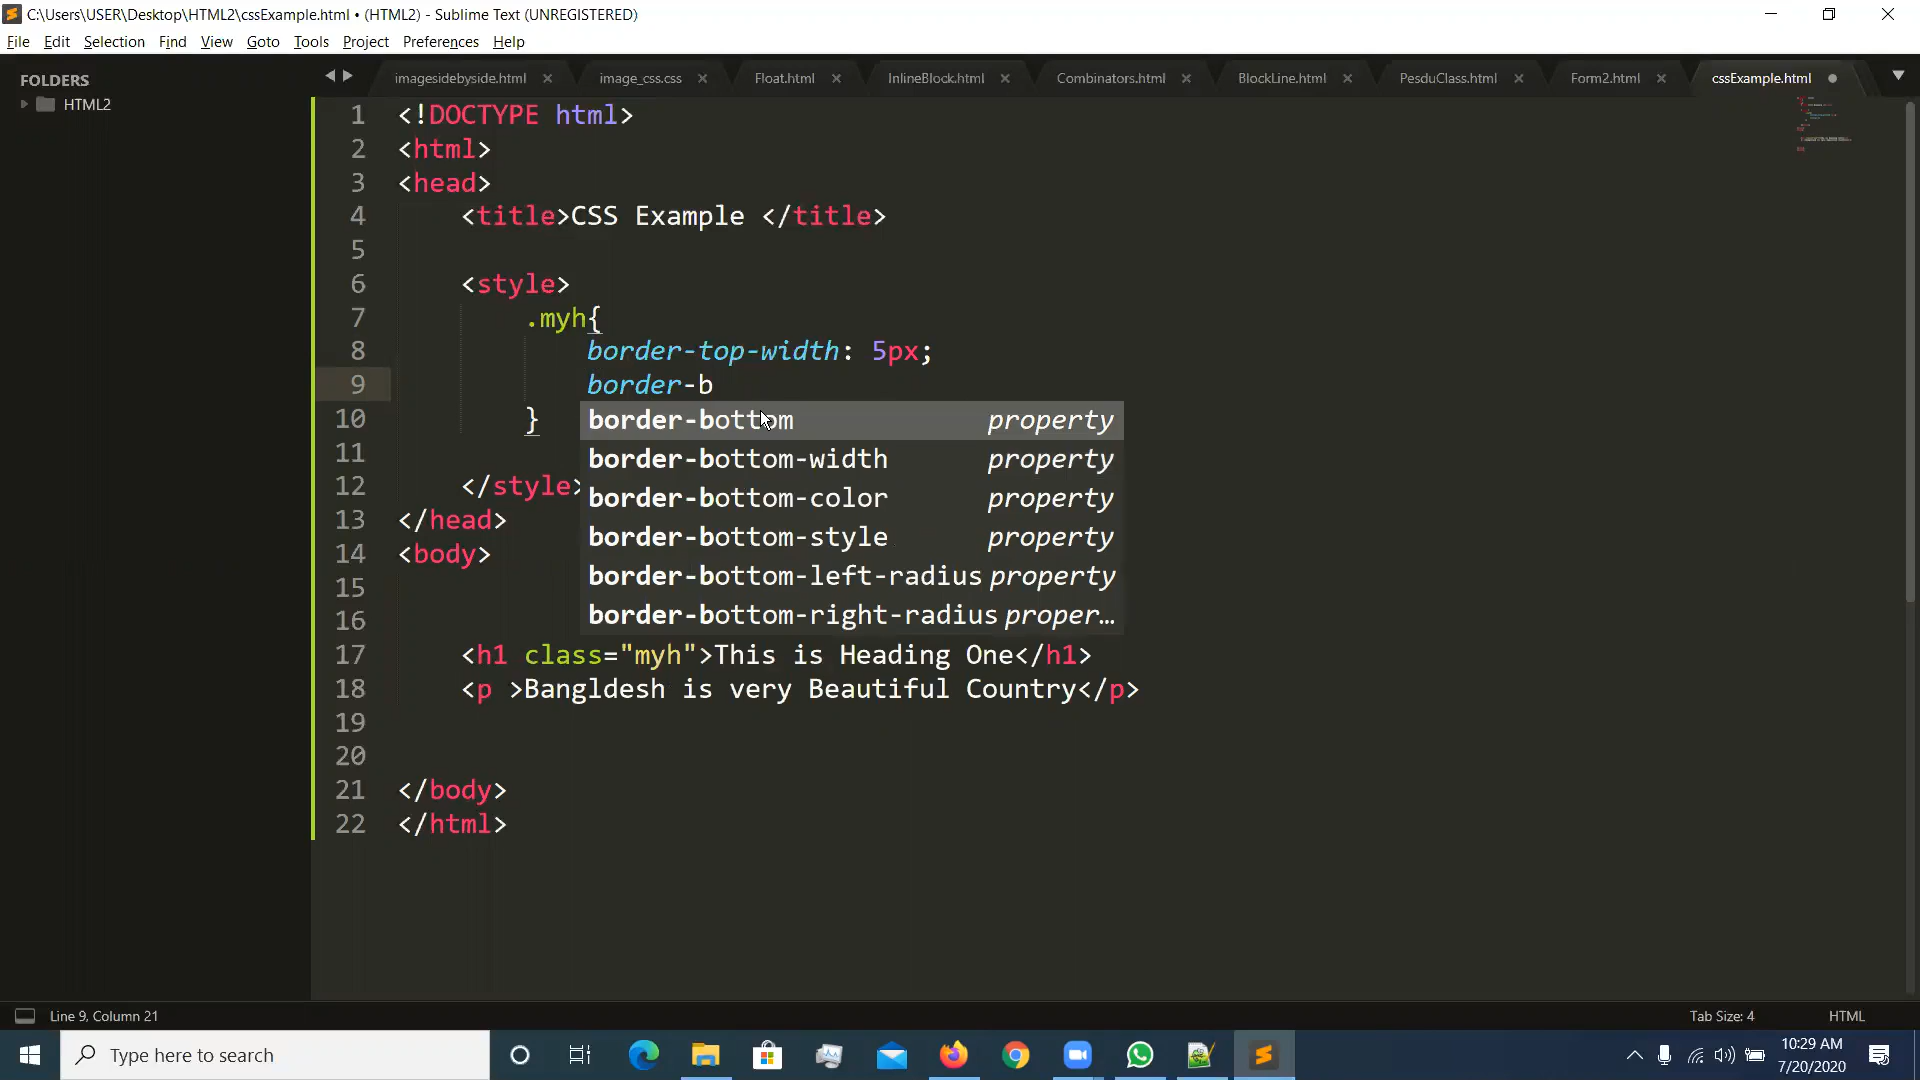 C:\Users\USER\Desktop\HTML2\cssExample.html • (HTML2) - Sublime Text (UNREGISTERED)
File Edit Selection Find View Goto Tools Project Preferences Help
FOLDERS
HTML2
imagesidebyside.html × image_css.css × Float.html × InlineBlock.html × Combinators.html × BlockLine.html × PesduClass.html × Form2.html × cssExample.html
1 <!DOCTYPE html>
2 <html>
3 <head>
4 <title>CSS Example </title>
5
6 <style>
7 .myh{
8 border-top-width: 5px;
9 border-b
10 }
border-bottom property
border-bottom-width property
border-bottom-color property
border-bottom-style property
border-bottom-left-radius property
border-bottom-right-radius proper…
11
12 </style>
13 </head>
14 <body>
15
16
17 <h1 class="myh">This is Heading One</h1>
18 <p >Bangldesh is very Beautiful Country</p>
19
20
21 </body>
22 </html>
Line 9, Column 21
Tab Size: 4
HTML
Type here to search
10:29 AM
7/20/2020